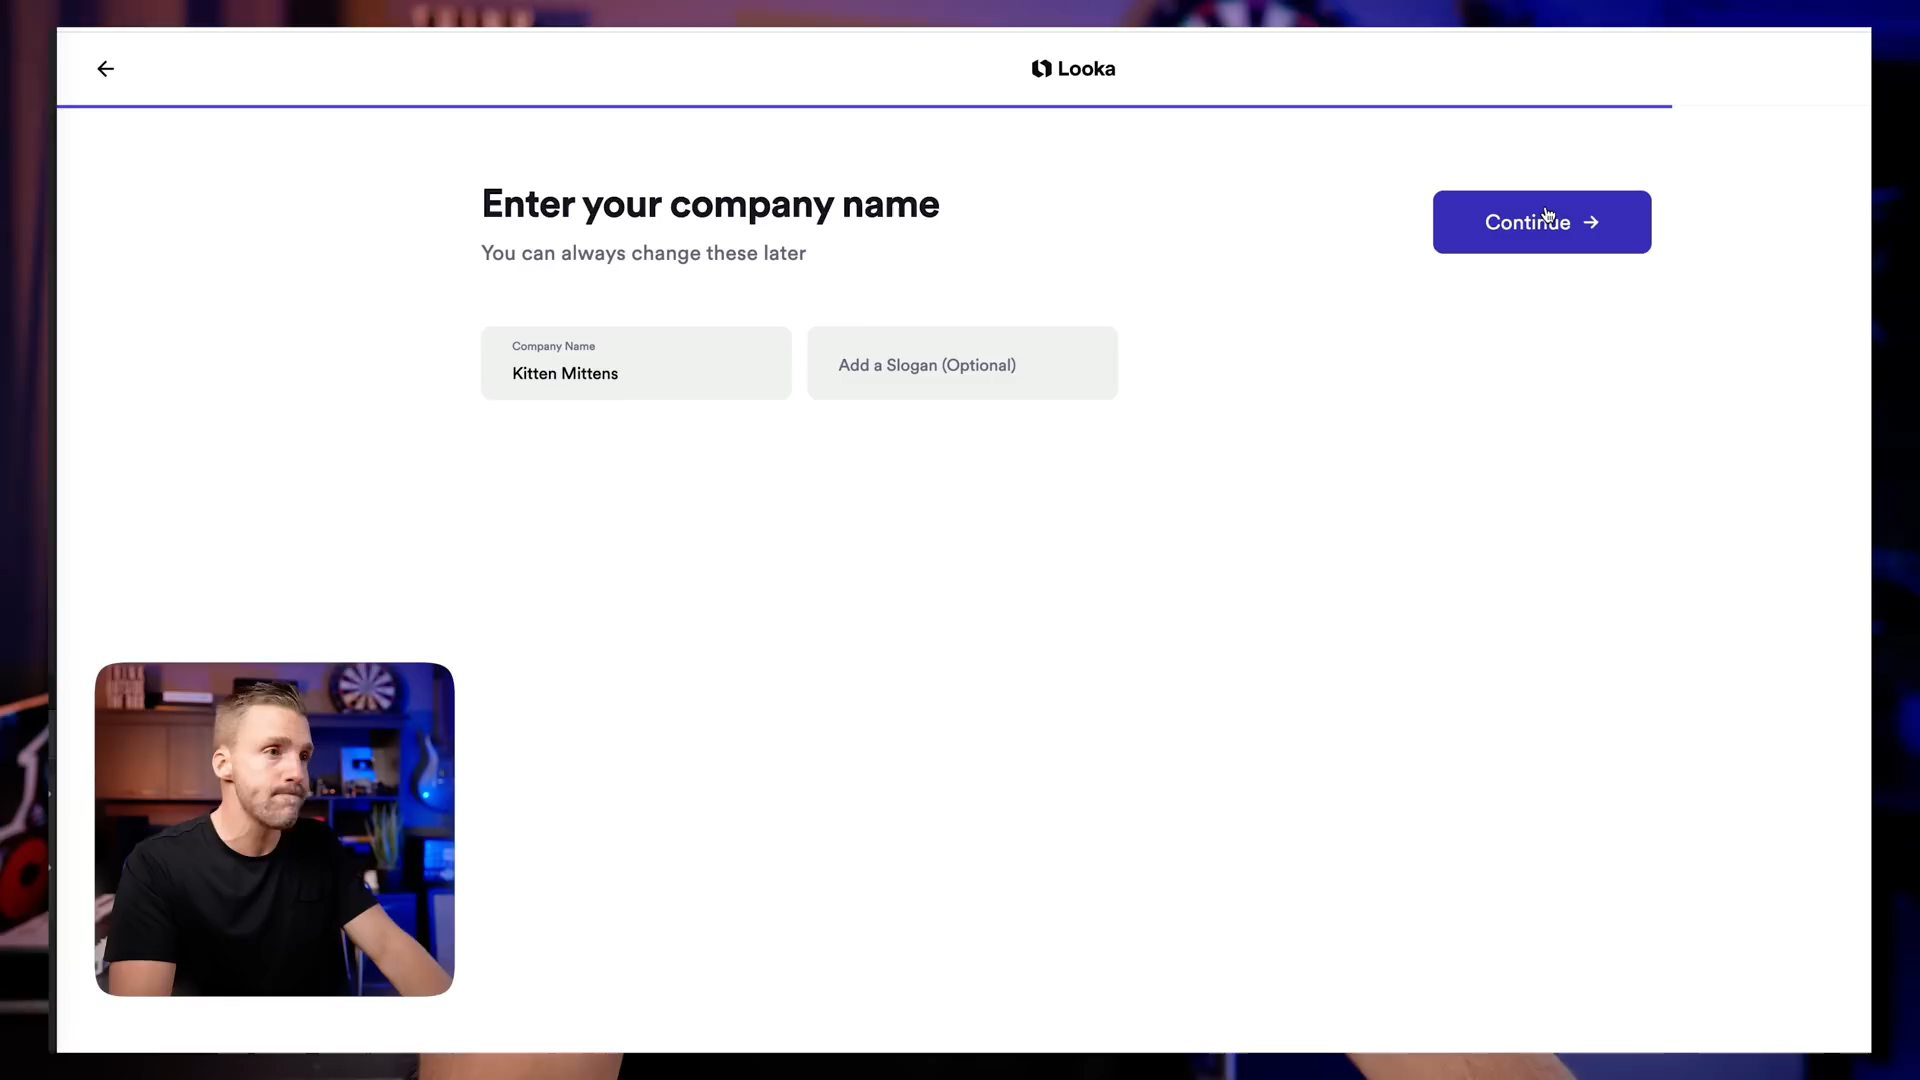 THINK
Looka
Enter your company name
You can always change these later
Continue
Company Name
Kitten Mittens
Add a Slogan (Optional)